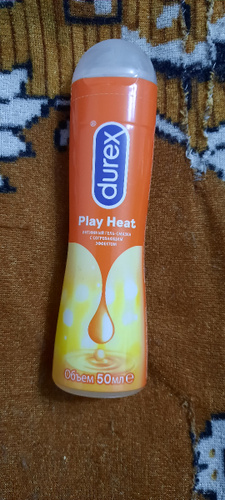 durex®
Play Heat
ИНТИМНЫЙ ГЕЛЬ-СМАЗКА
С СОГРЕВАЮЩИМ
ЭФФЕКТОМ
Объем 50мл e